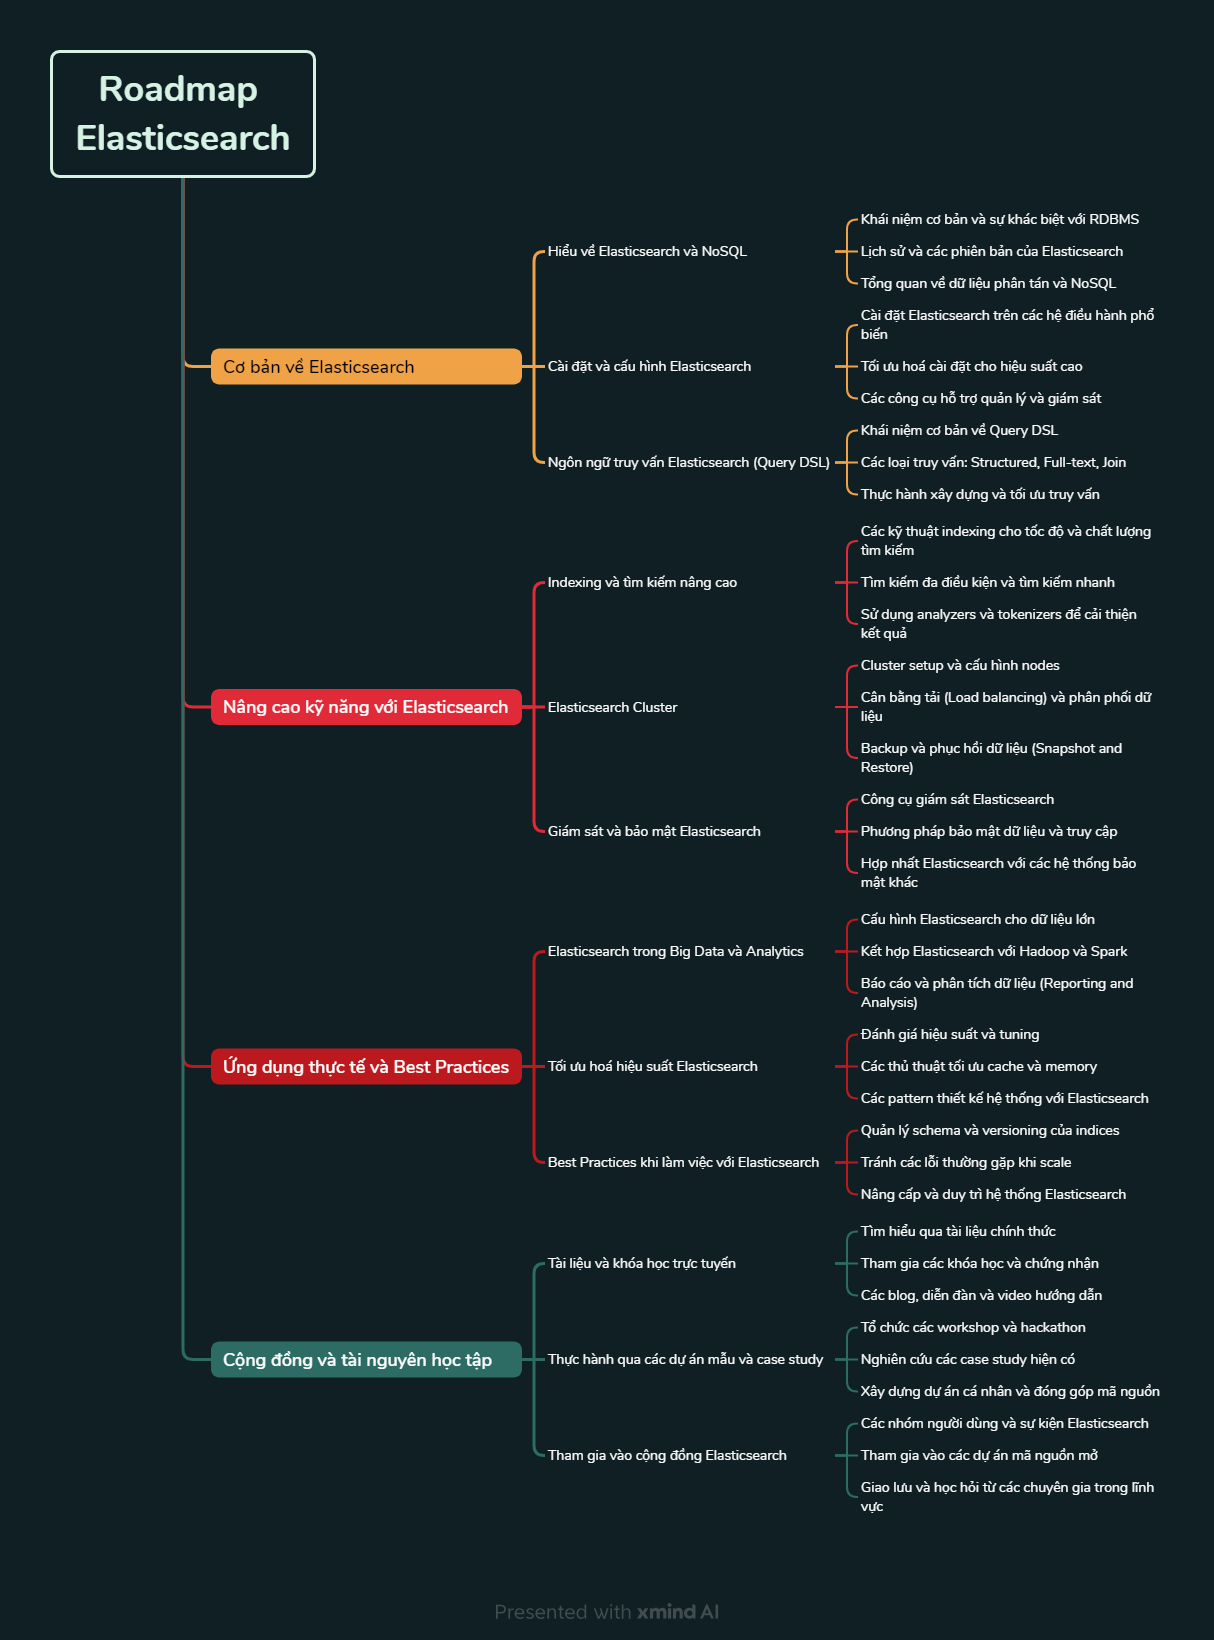 Roadmap
Elasticsearch
Cơ bản về Elasticsearch
Hiểu về Elasticsearch và NoSQL
Khái niệm cơ bản và sự khác biệt với RDBMS
Lịch sử và các phiên bản của Elasticsearch
Tổng quan về dữ liệu phân tán và NoSQL
Cài đặt và cấu hình Elasticsearch
Cài đặt Elasticsearch trên các hệ điều hành phổ
biến
Tối ưu hoá cài đặt cho hiệu suất cao
Các công cụ hỗ trợ quản lý và giám sát
Ngôn ngữ truy vấn Elasticsearch (Query DSL)
Khái niệm cơ bản về Query DSL
Các loại truy vấn: Structured, Full-text, Join
Thực hành xây dựng và tối ưu truy vấn
Nâng cao kỹ năng với Elasticsearch
Indexing và tìm kiếm nâng cao
Các kỹ thuật indexing cho tốc độ và chất lượng
tìm kiếm
Tìm kiếm đa điều kiện và tìm kiếm nhanh
Sử dụng analyzers và tokenizers để cải thiện
kết quả
Elasticsearch Cluster
Cluster setup và cấu hình nodes
Cân bằng tải (Load balancing) và phân phối dữ
liệu
Backup và phục hồi dữ liệu (Snapshot and
Restore)
Giám sát và bảo mật Elasticsearch
Công cụ giám sát Elasticsearch
Phương pháp bảo mật dữ liệu và truy cập
Hợp nhất Elasticsearch với các hệ thống bảo
mật khác
Ứng dụng thực tế và Best Practices
Elasticsearch trong Big Data và Analytics
Cấu hình Elasticsearch cho dữ liệu lớn
Kết hợp Elasticsearch với Hadoop và Spark
Báo cáo và phân tích dữ liệu (Reporting and
Analysis)
Tối ưu hoá hiệu suất Elasticsearch
Đánh giá hiệu suất và tuning
Các thủ thuật tối ưu cache và memory
Các pattern thiết kế hệ thống với Elasticsearch
Best Practices khi làm việc với Elasticsearch
Quản lý schema và versioning của indices
Tránh các lỗi thường gặp khi scale
Nâng cấp và duy trì hệ thống Elasticsearch
Cộng đồng và tài nguyên học tập
Tài liệu và khóa học trực tuyến
Tìm hiểu qua tài liệu chính thức
Tham gia các khóa học và chứng nhận
Các blog, diễn đàn và video hướng dẫn
Thực hành qua các dự án mẫu và case study
Tổ chức các workshop và hackathon
Nghiên cứu các case study hiện có
Xây dựng dự án cá nhân và đóng góp mã nguồn
Tham gia vào cộng đồng Elasticsearch
Các nhóm người dùng và sự kiện Elasticsearch
Tham gia vào các dự án mã nguồn mở
Giao lưu và học hỏi từ các chuyên gia trong lĩnh
vực
Presented with xmind AI